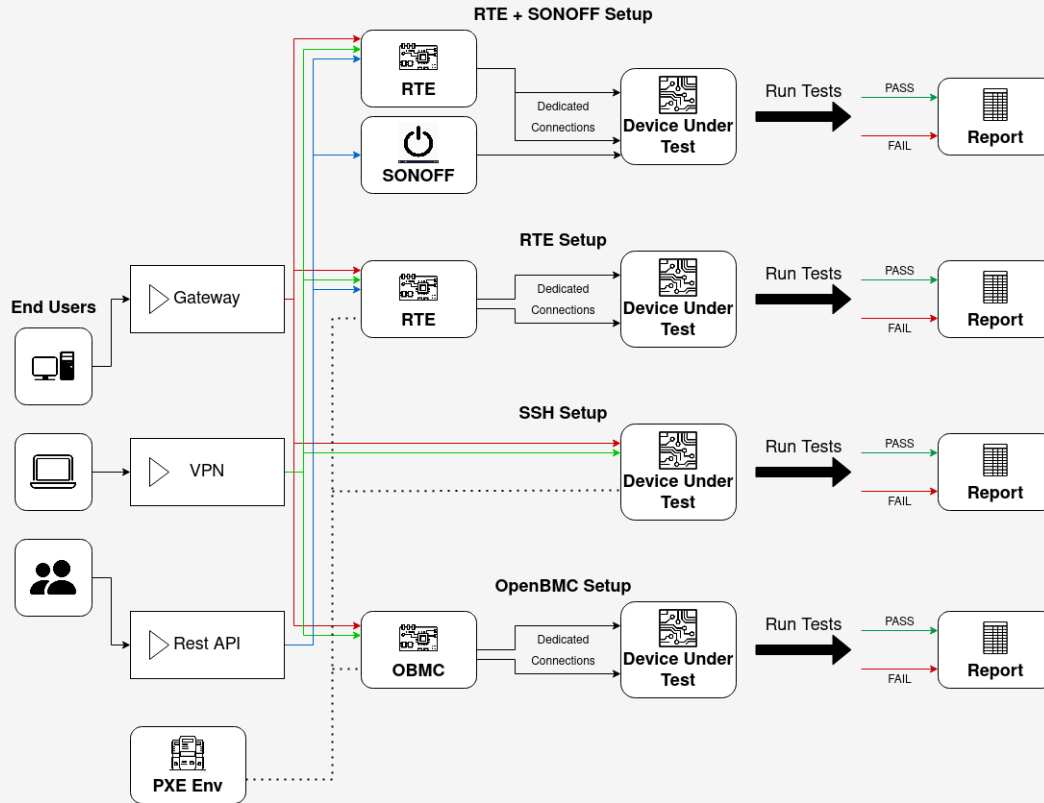 RTE + SONOFF Setup
RTE
Dedicated
Connections
Device Under
Test
Run Tests
PASS
FAIL
Report
SONOFF
RTE Setup
End Users
Gateway
RTE
Dedicated
Connections
Device Under
Test
Run Tests
PASS
FAIL
Report
SSH Setup
VPN
Device Under
Test
Run Tests
PASS
FAIL
Report
OpenBMC Setup
Rest API
OBMC
Dedicated
Connections
Device Under
Test
Run Tests
PASS
FAIL
Report
PXE Env